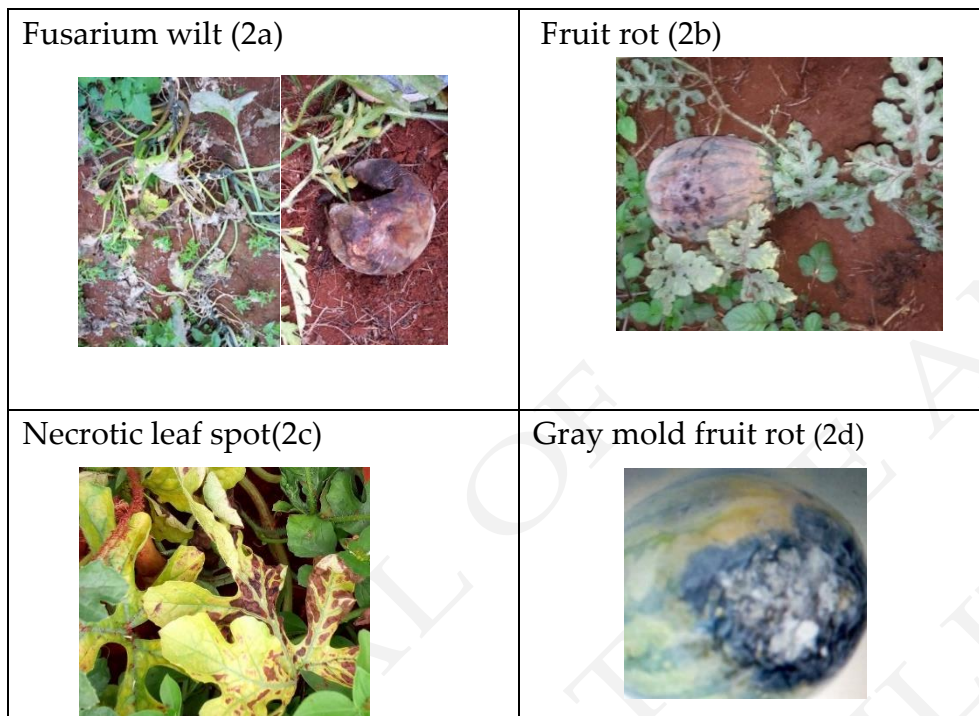 Fusarium wilt (2a)
Fruit rot (2b)
Necrotic leaf spot(2c)
Gray mold fruit rot (2d)